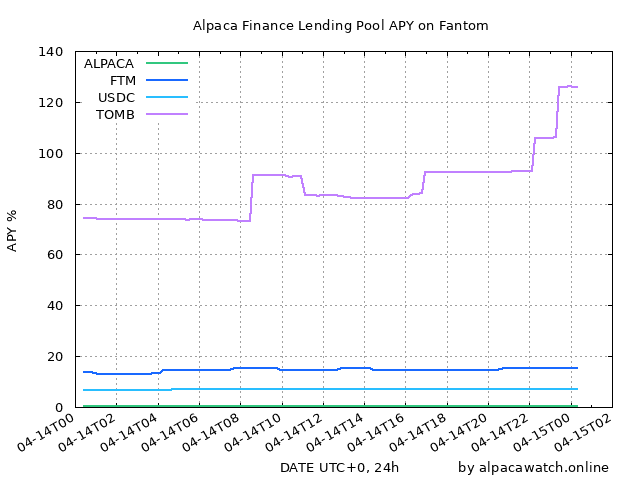 Alpaca Finance Lending Pool APY on Fantom
140
120
100
80
60
40
20
0
APY %
ALPACA
FTM
USDC
TOMB
04-14T00
04-14T02
04-14T04
04-14T06
04-14T08
04-14T10
04-14T12
04-14T14
04-14T16
04-14T18
04-14T20
04-14T22
04-15T00
04-15T02
DATE UTC+0, 24h
by alpacawatch.online